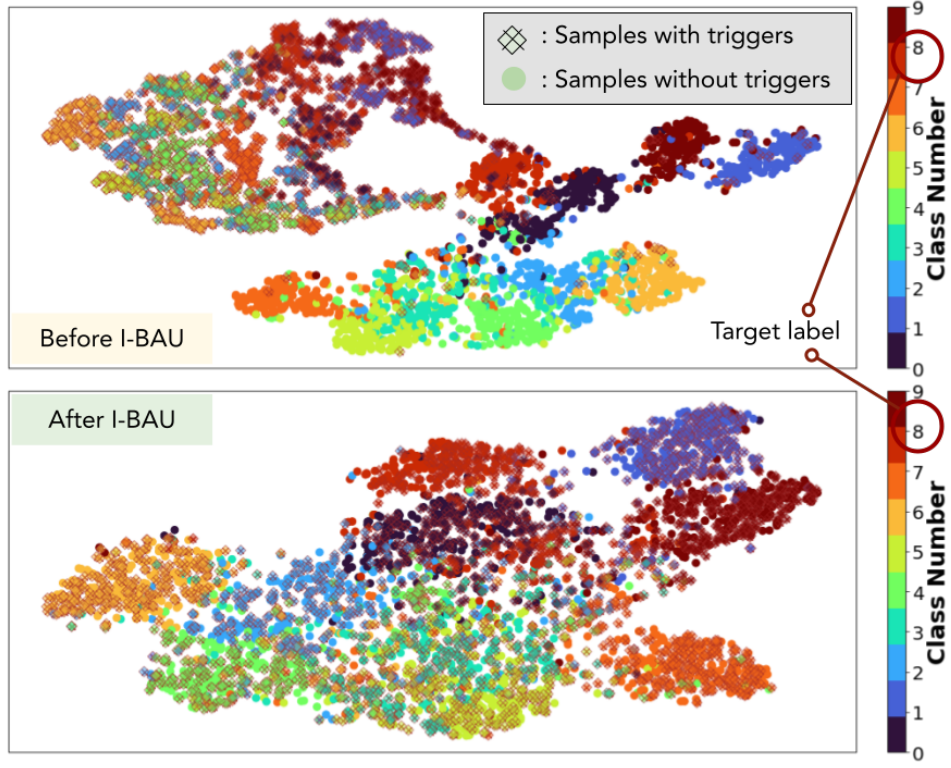 : Samples with triggers
: Samples without triggers
Before I-BAU
Target label
9
8
7
6
5
4
3
2
1
0
Class Number
After I-BAU
9
8
7
6
5
4
3
2
1
0
Class Number